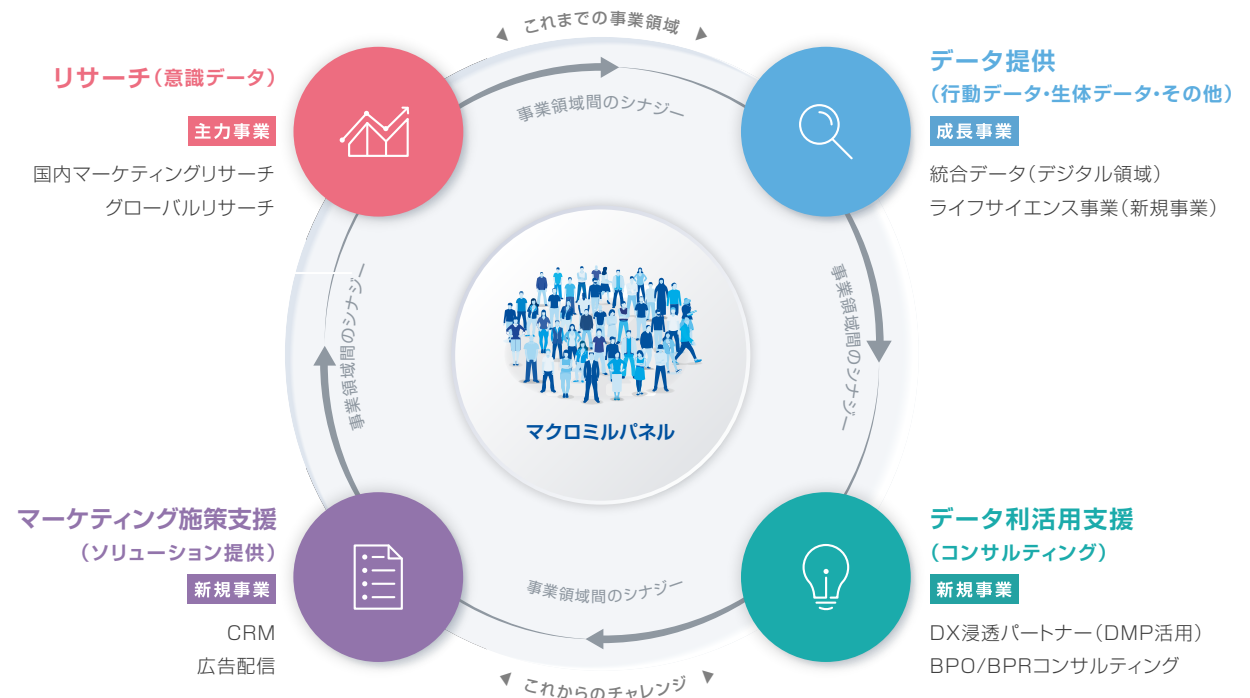 これまでの事業領域
リサーチ（意識データ）
主力事業
国内マーケティングリサーチ
グローバルリサーチ
事業領域間のシナジー
データ提供
（行動データ・生体データ・その他）
成長事業
統合データ（デジタル領域）
ライフサイエンス事業（新規事業）
事業領域間のシナジー
事業領域間のシナジー
マクロミルパネル
マーケティング施策支援
（ソリューション提供）
新規事業
CRM
広告配信
事業領域間のシナジー
データ利活用支援
（コンサルティング）
新規事業
DX浸透パートナー（DMP活用）
BPO/BPRコンサルティング
これからのチャレンジ